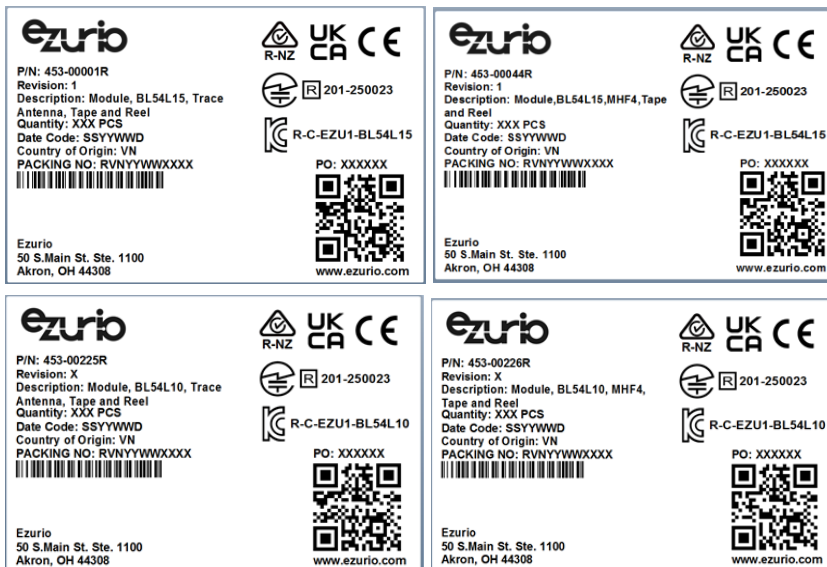 ezurio
R-NZ
UK
CA
CE
P/N: 453-00001R
Revision: 1
Description: Module, BL54L15, Trace
Antenna, Tape and Reel
Quantity: XXX PCS
Date Code: SSYYWWD
Country of Origin: VN
PACKING NO: RVNYYWWXXXX
R 201-250023
R-C-EZU1-BL54L15
PO: XXXXXX
Ezurio
50 S.Main St. Ste. 1100
Akron, OH 44308
www.ezurio.com
ezurio
R-NZ
UK
CA
CE
P/N: 453-00044R
Revision: 1
Description: Module,BL54L15,MHF4,Tape
and Reel
Quantity: XXX PCS
Date Code: SSYYWWD
Country of Origin: VN
PACKING NO: RVNYYWWXXXX
R 201-250023
R-C-EZU1-BL54L15
PO: XXXXXX
Ezurio
50 S.Main St. Ste. 1100
Akron, OH 44308
www.ezurio.com
ezurio
R-NZ
UK
CA
CE
P/N: 453-00225R
Revision: X
Description: Module, BL54L10, Trace
Antenna, Tape and Reel
Quantity: XXX PCS
Date Code: SSYYWWD
Country of Origin: VN
PACKING NO: RVNYYWWXXXX
R 201-250023
R-C-EZU1-BL54L10
PO: XXXXXX
Ezurio
50 S.Main St. Ste. 1100
Akron, OH 44308
www.ezurio.com
ezurio
R-NZ
UK
CA
CE
P/N: 453-00226R
Revision: X
Description: Module, BL54L10, MHF4,
Tape and Reel
Quantity: XXX PCS
Date Code: SSYYWWD
Country of Origin: VN
PACKING NO: RVNYYWWXXXX
R 201-250023
R-C-EZU1-BL54L10
PO: XXXXXX
Ezurio
50 S.Main St. Ste. 1100
Akron, OH 44308
www.ezurio.com